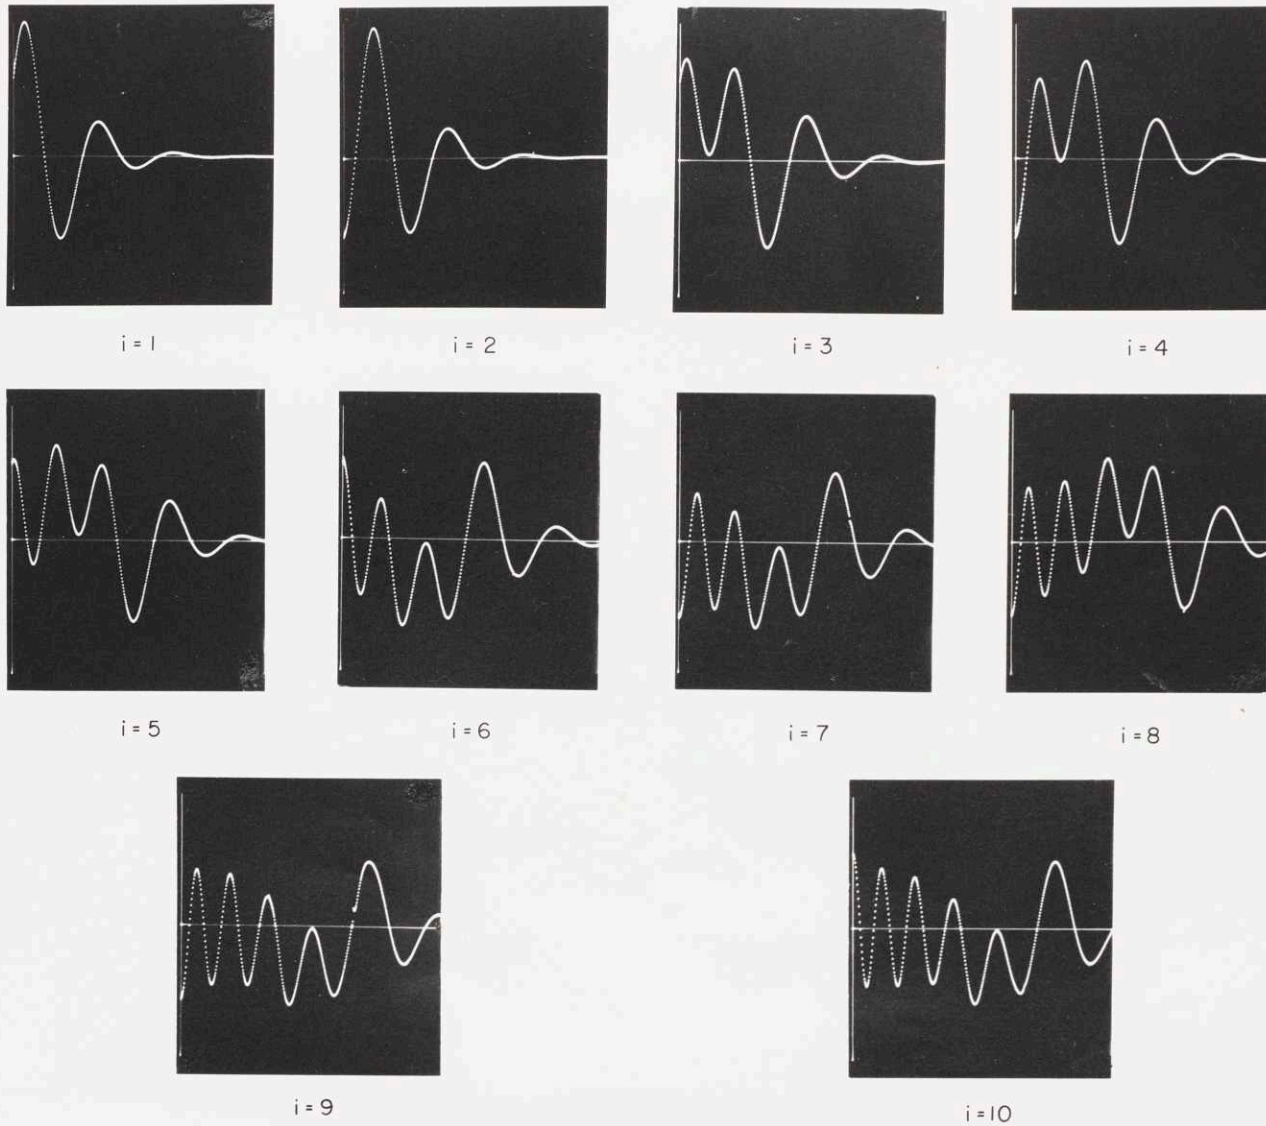 i = 1
i = 2
i = 3
i = 4
i = 5
i = 6
i = 7
i = 8
i = 9
i = 10